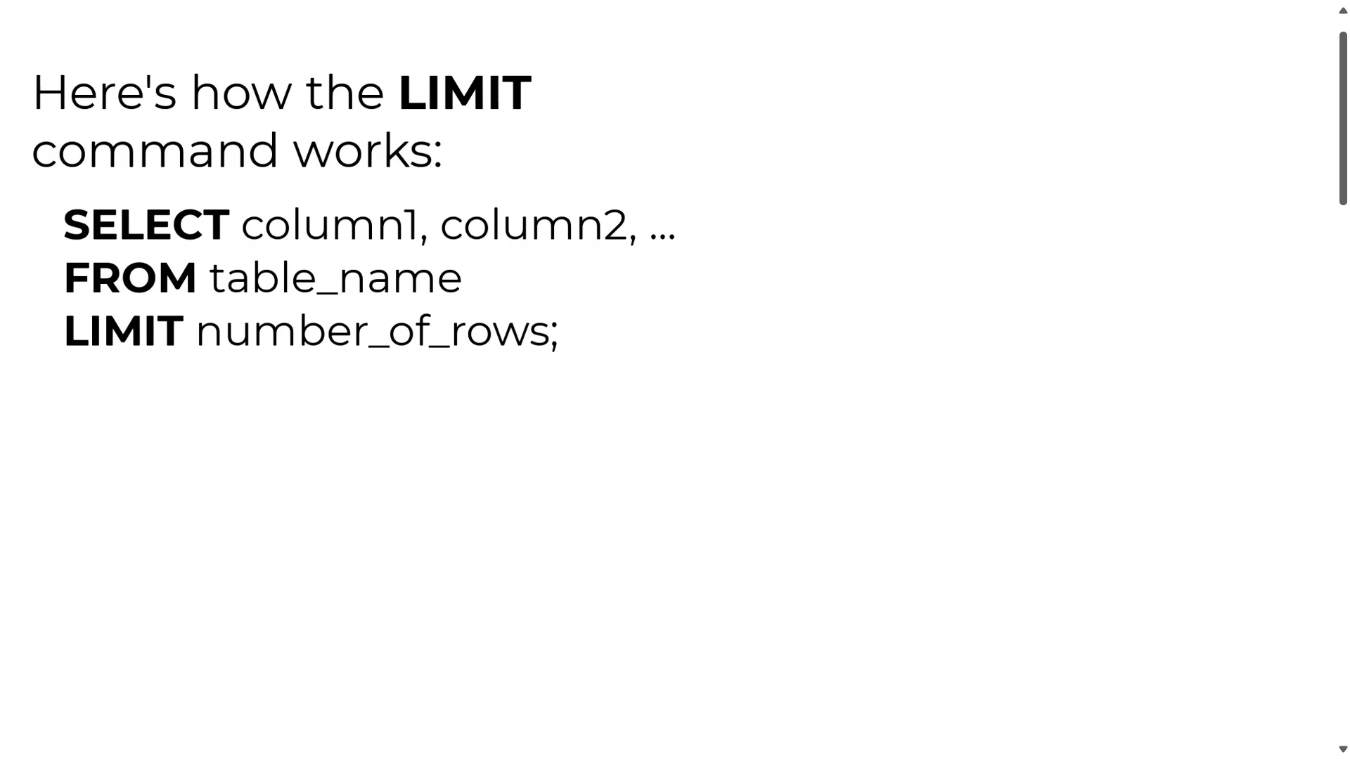 Here's how the LIMIT
command works:
SELECT column1, column2, ...
FROM table_name
LIMIT number_of_rows;